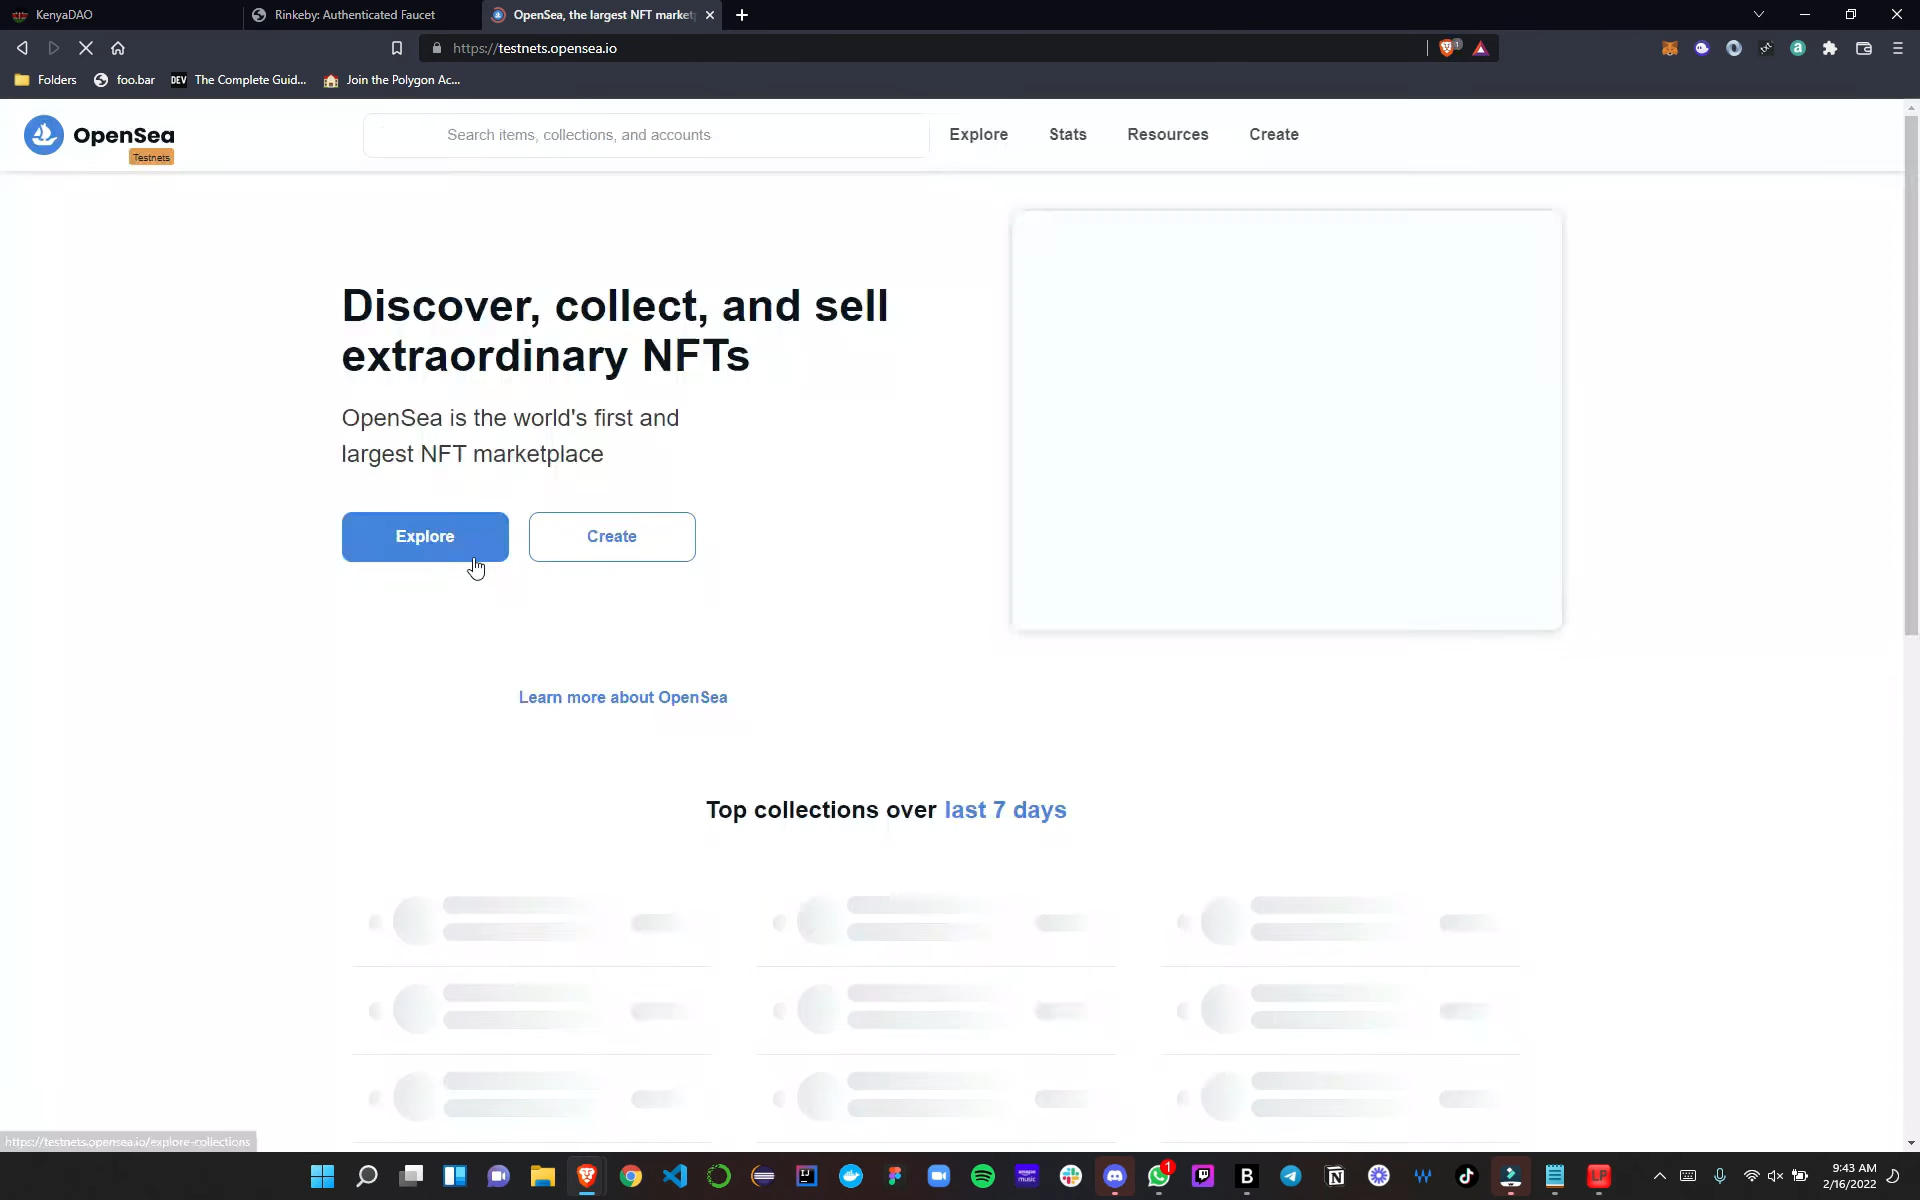 KenyaDAO
Rinkeby: Authenticated Faucet
OpenSea, the largest NFT market
https://testnets.opensea.io
1
Folders
foo.bar
DEV
The Complete Guid...
Join the Polygon Ac...
OpenSea
Testnets
Search items, collections, and accounts
Explore
Stats
Resources
Create
Discover, collect, and sell
extraordinary NFTs
OpenSea is the world's first and
largest NFT marketplace
Explore
Create
Learn more about OpenSea
Top collections over last 7 days
https://testnets.opensea.io/explore-collections
1
9:43 AM
2/16/2022